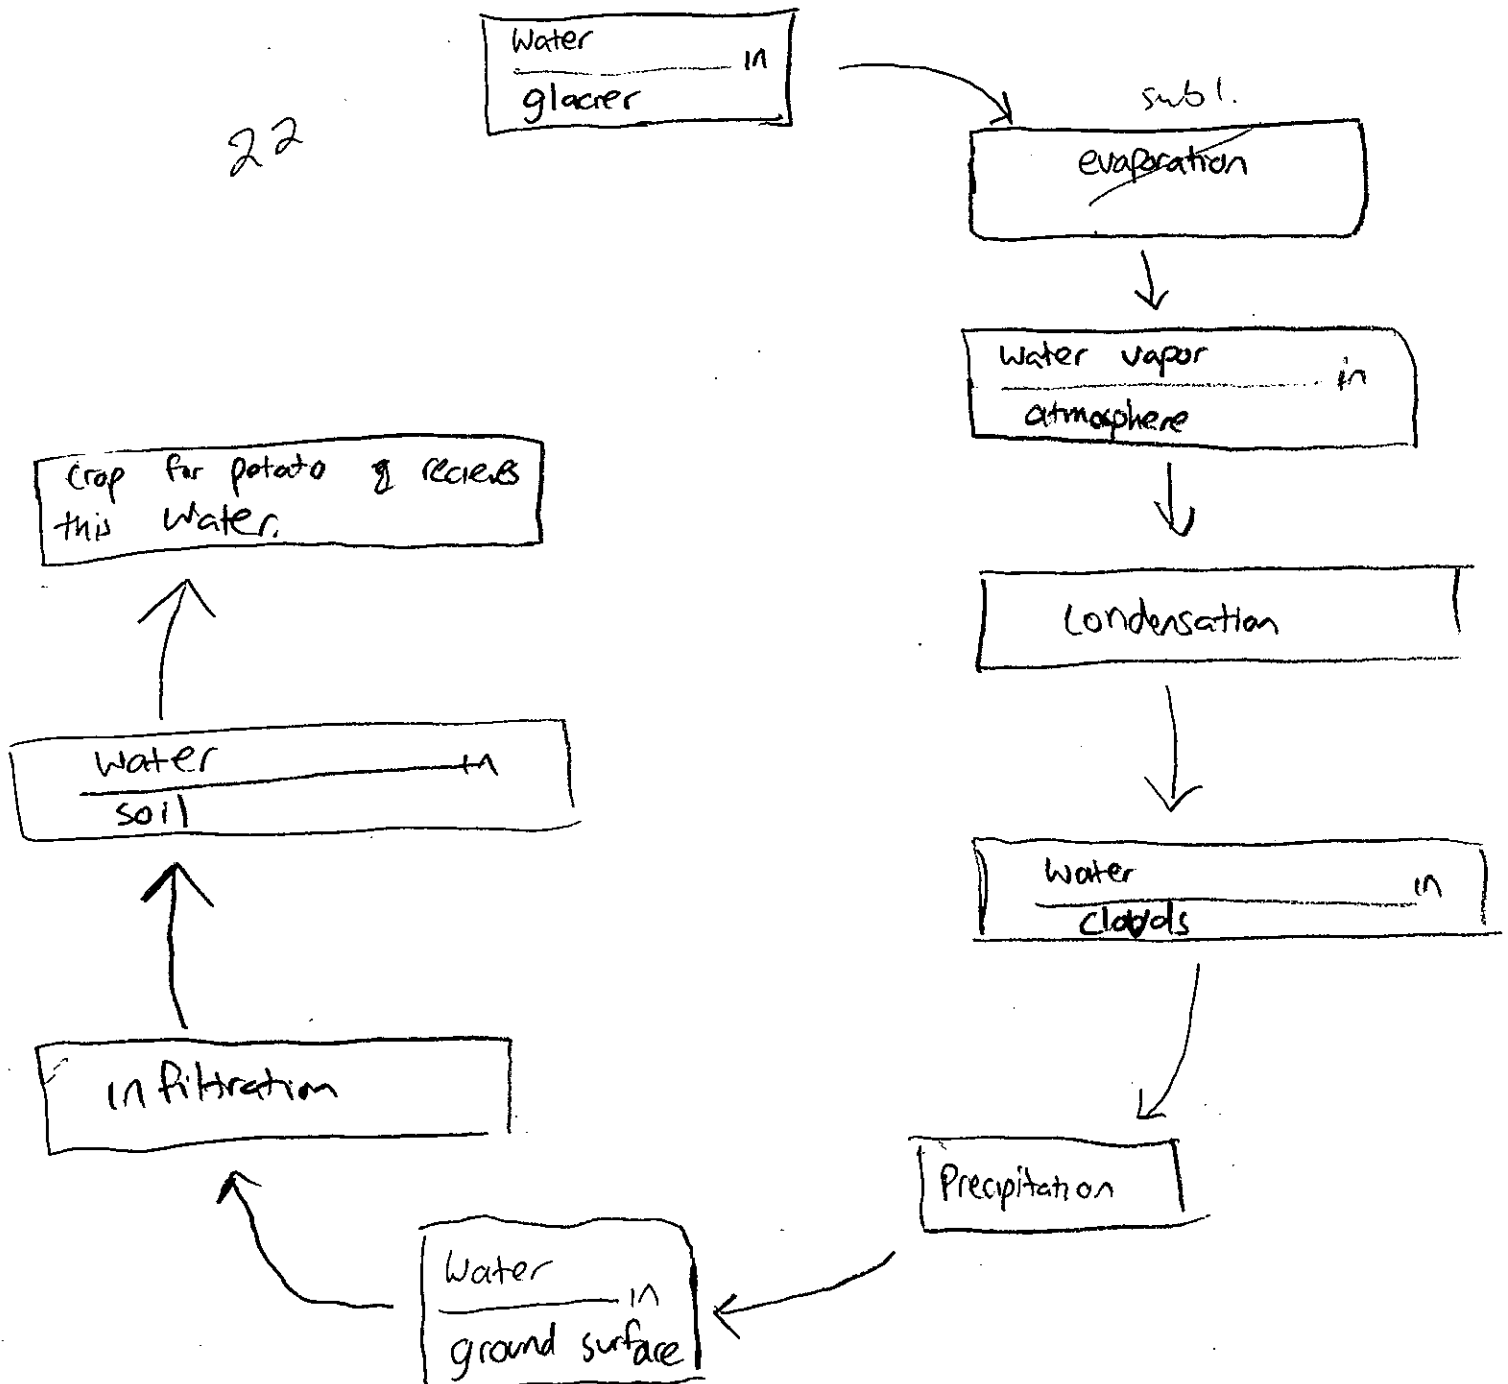 22
Water in
glacier
subl.
evaporation
Water vapor in
atmosphere
Condensation
Water in
clouds
Precipitation
Water in
ground surface
infiltration
Water in
soil
Crop for potato recieves
this water.